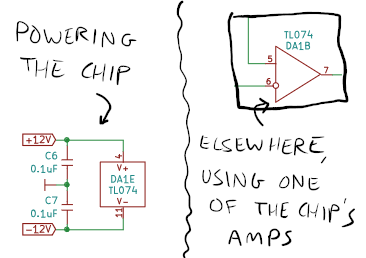 POWERING
THE CHIP
+12V
C6
0.1uF
C7
0.1uF
-12V
4
V+
DA1E
TL074
V-
11
TL074
DA1B
5
6
7
ELSEWHERE,
USING ONE
OF THE CHIP'S
AMPS